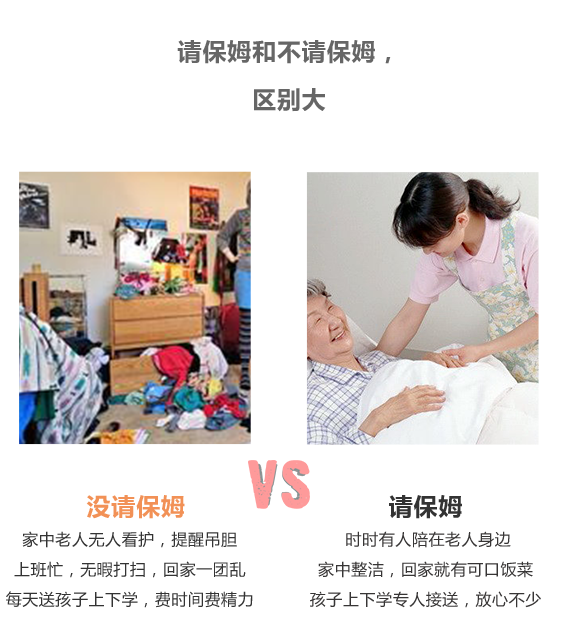 请保姆和不请保姆，
区别大
VS
没请保姆
家中老人无人看护，提醒吊胆
上班忙，无暇打扫，回家一团乱
每天送孩子上下学，费时间费精力
请保姆
时时有人陪在老人身边
家中整洁，回家就有可口饭菜
孩子上下学专人接送，放心不少